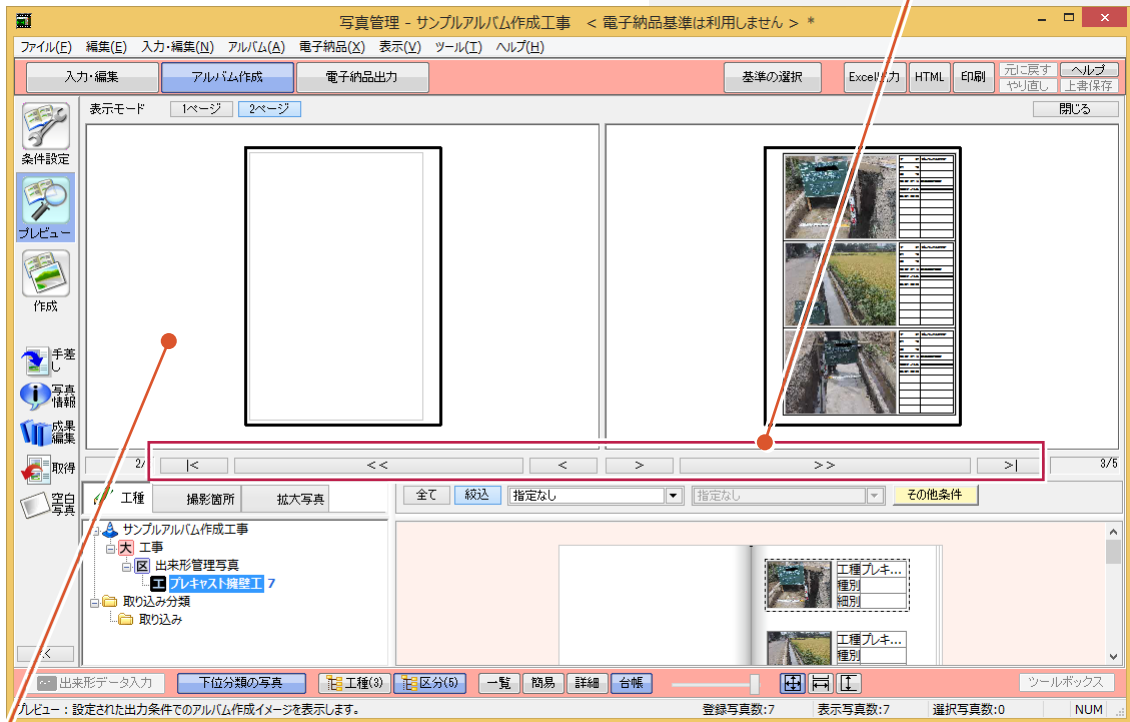 写真管理 - サンプルアルバム作成工事 ＜電子納品基準は利用しません＞ *
ファイル(F) 編集(E) 入力・編集(N) アルバム(A) 電子納品(X) 表示(V) ツール(T) ヘルプ(H)
入力・編集 アルバム作成 電子納品出力 基準の選択 HTML 印刷 元に戻す ヘルプ
やり直し 上書保存
表示モード 1ページ 2ページ 閉じる
条件設定
プレビュー
作成
手差し
写真情報
成果編集
取得
空白写真
2/ |< << < > >> >| 3/5
工種 撮影箇所 拡大写真 全て 絞込 指定なし 指定なし その他条件
サンプルアルバム作成工事
大 工事
区 出来形管理写真
工 プレキャスト擁壁工 7
取り込み分類
取り込み
工種プレキ...
種別
細別
工種プレキ...
種別
出来形データ入力 下位分類の写真 工種(3) 区分(5) 一覧 簡易 詳細 台帳 ツールボックス
プレビュー：設定された出力条件でのアルバム作成イメージを表示します。 登録写真数:7 表示写真数:7 選択写真数:0 NUM